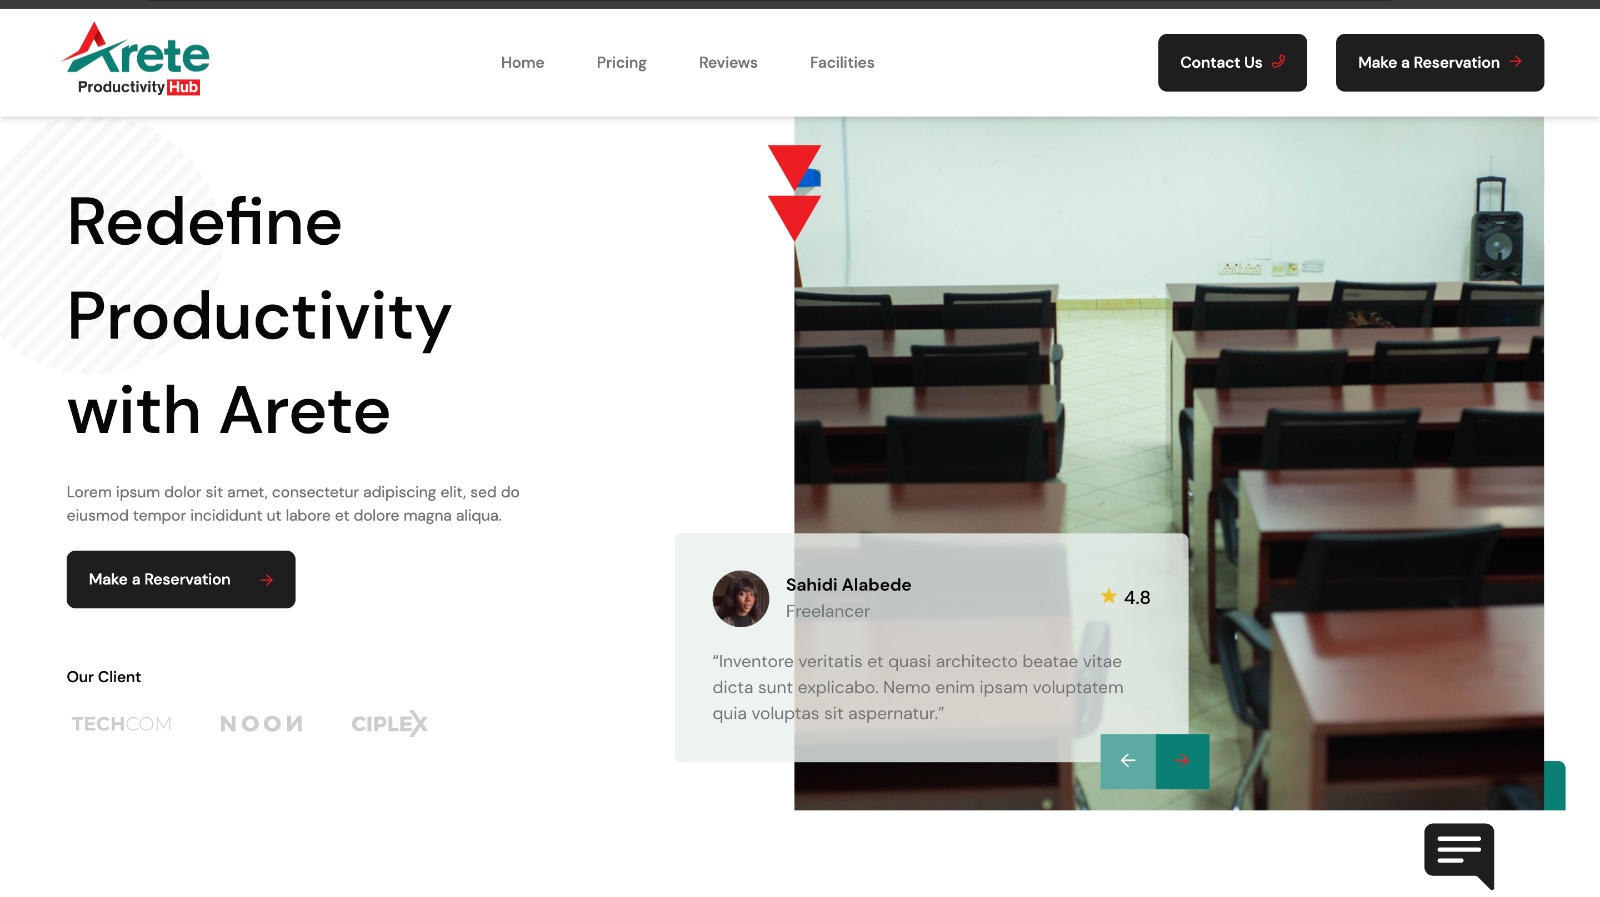 Arete
Productivity Hub
Home
Pricing
Reviews
Facilities
Contact Us
Make a Reservation
Redefine
Productivity
with Arete
Lorem ipsum dolor sit amet, consectetur adipiscing elit, sed do
eiusmod tempor incididunt ut labore et dolore magna aliqua.
Make a Reservation
Our Client
TECHCOM
NOON
CIPLEX
Sahidi Alabede
Freelancer
4.8
“Inventore veritatis et quasi architecto beatae vitae
dicta sunt explicabo. Nemo enim ipsam voluptatem
quia voluptas sit aspernatur.”